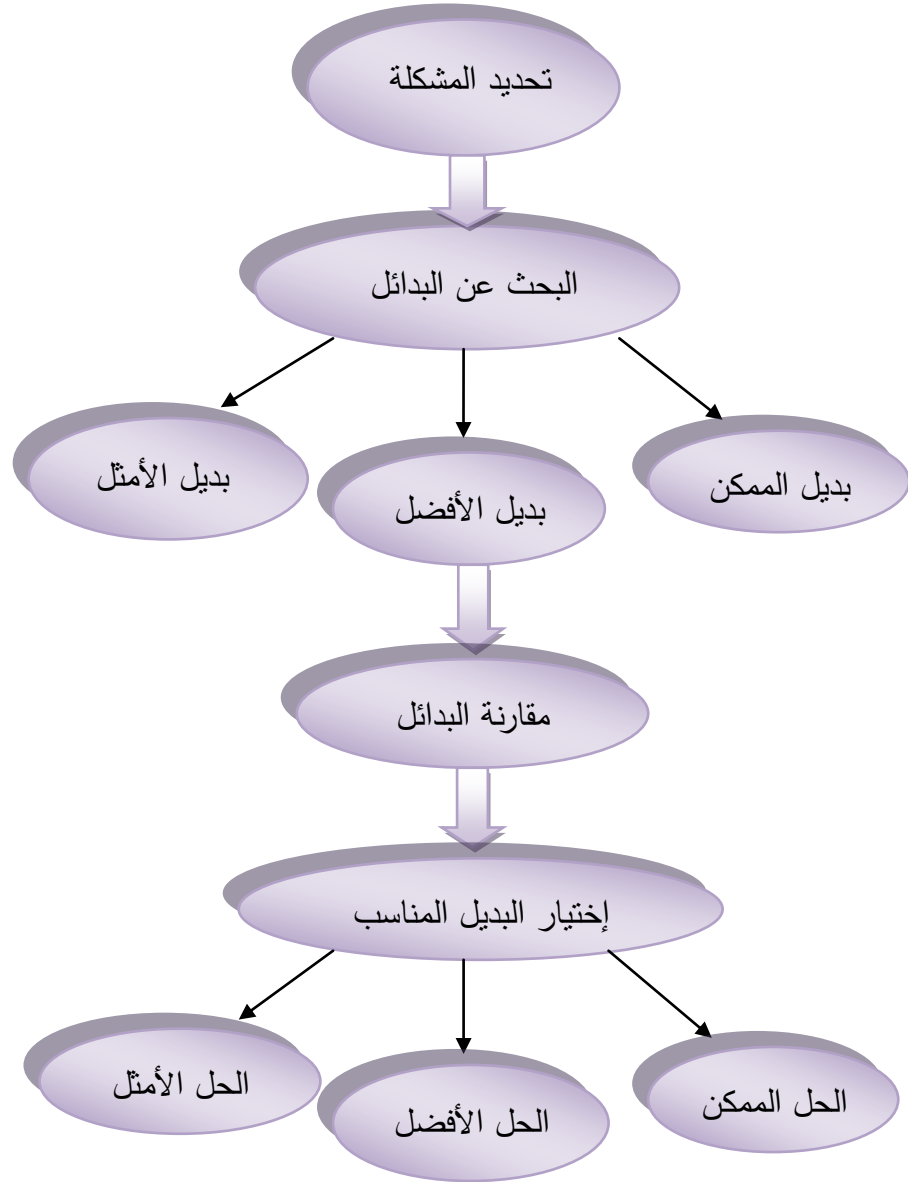 تحديد المشكلة
البحث عن البدائل
بديل الممكن
بديل الأفضل
بديل الأمثل
مقارنة البدائل
إختيار البديل المناسب
الحل الممكن
الحل الأفضل
الحل الأمثل